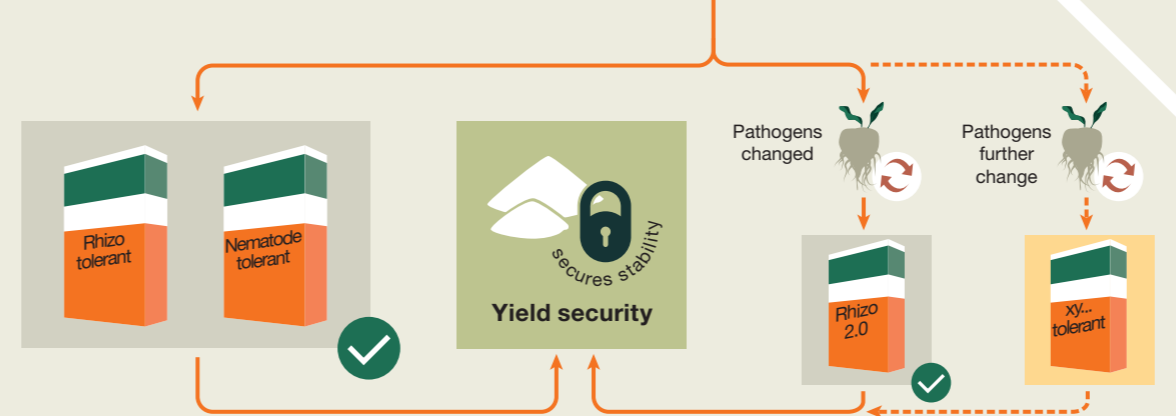 Rhizo
tolerant
Nematode
tolerant
secures stability
Yield security
Pathogens
changed
Pathogens
further
change
Rhizo
2.0
xy...
tolerant